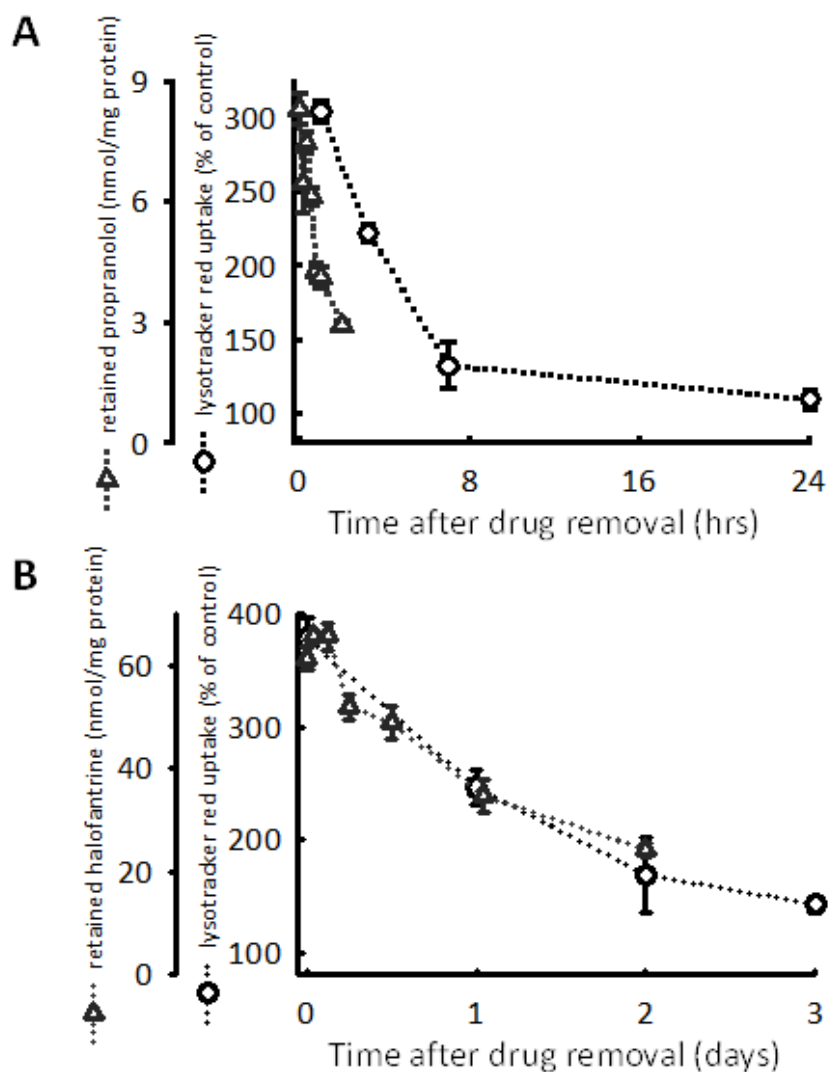 A
retained propranolol (nmol/mg protein)
lysotracker red uptake (% of control)
9
6
3
0
300
250
200
150
100
0 8 16 24
Time after drug removal (hrs)
B
retained halofantrine (nmol/mg protein)
lysotracker red uptake (% of control)
60
40
20
0
400
300
200
100
0 1 2 3
Time after drug removal (days)